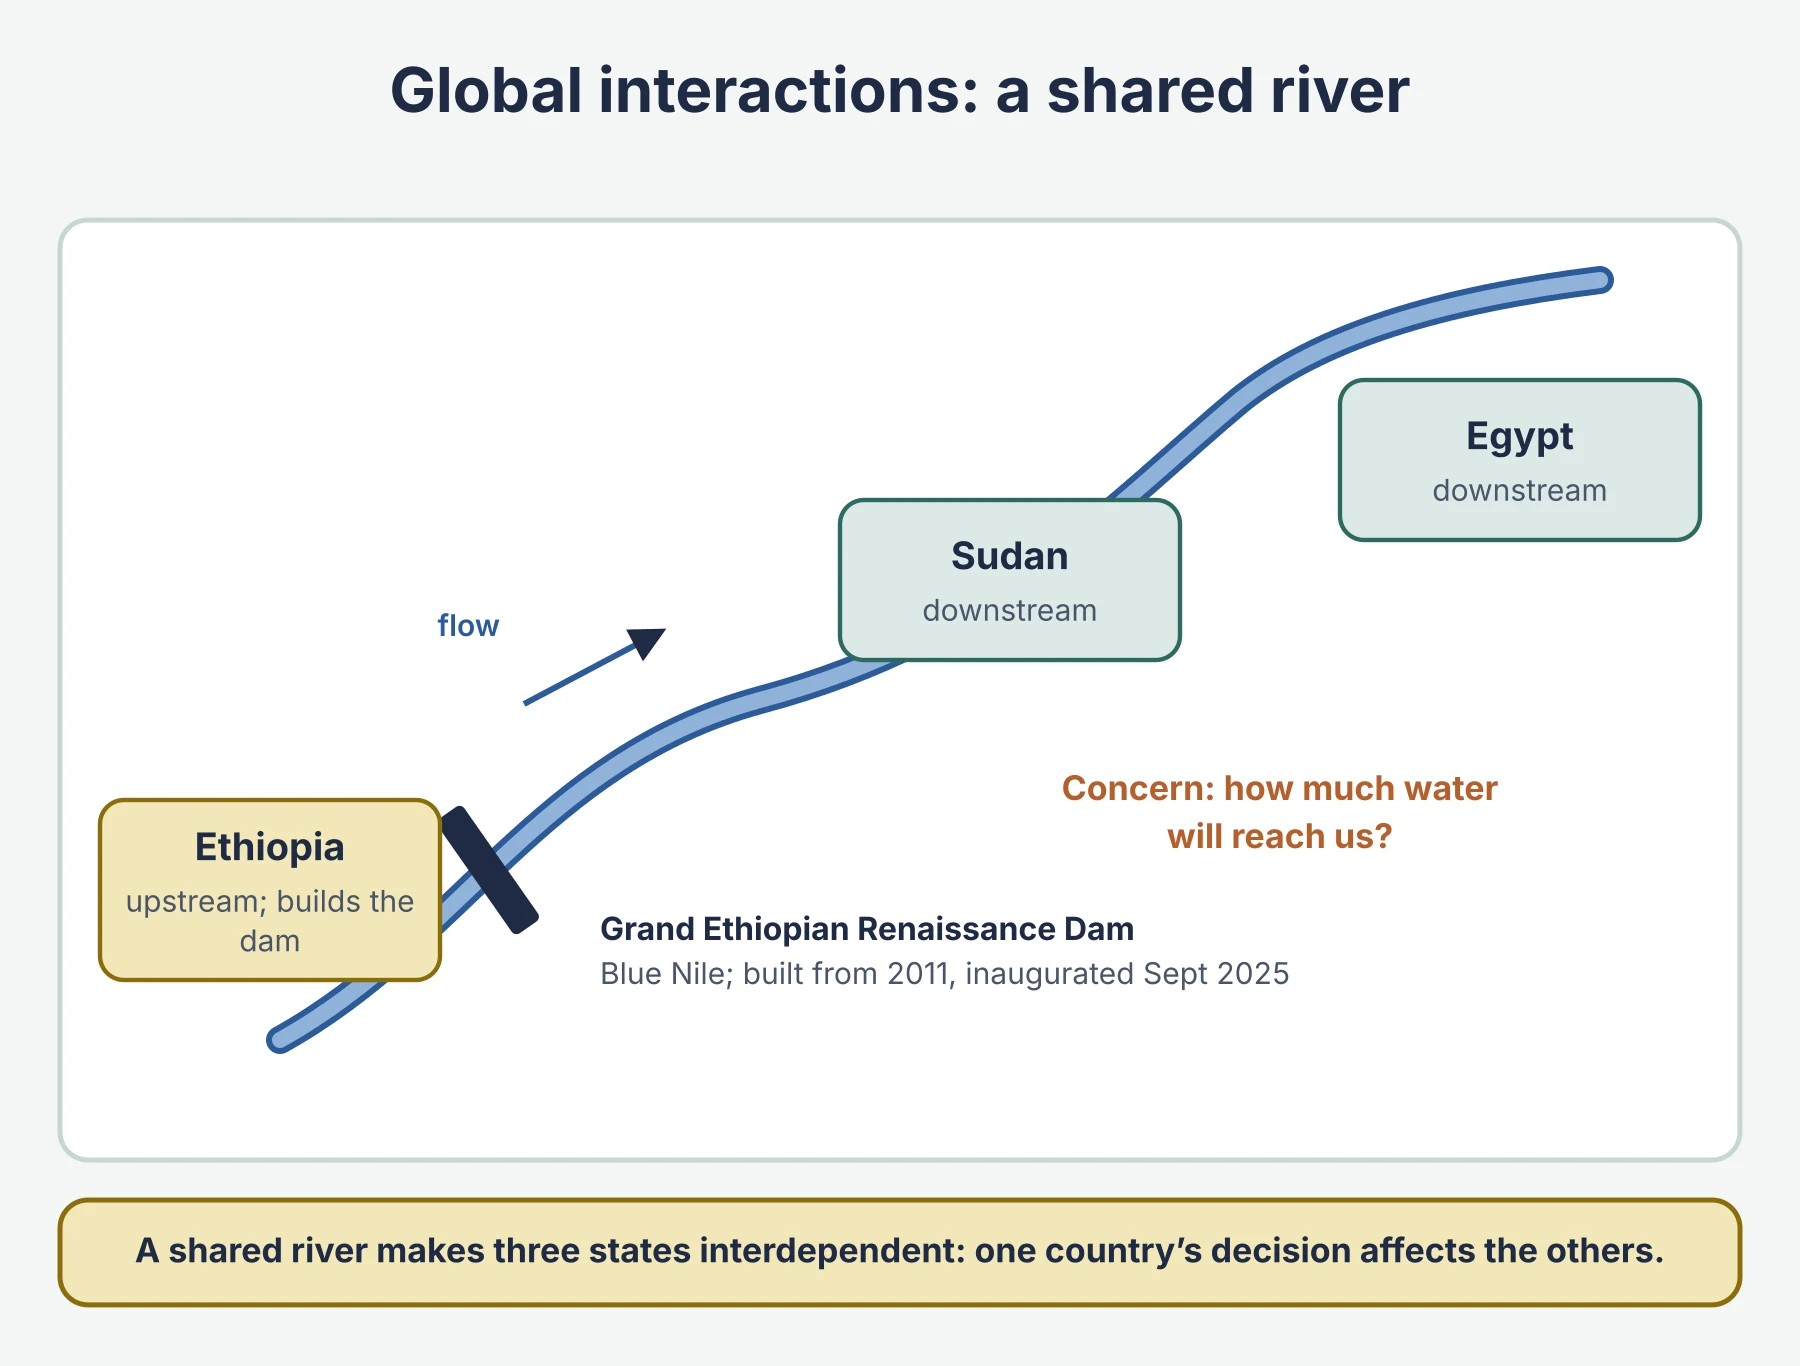 Global interactions: a shared river
Egypt
downstream
Sudan
downstream
flow
Concern: how much water
will reach us?
Ethiopia
upstream; builds the
dam
Grand Ethiopian Renaissance Dam
Blue Nile; built from 2011, inaugurated Sept 2025
A shared river makes three states interdependent: one country’s decision affects the others.